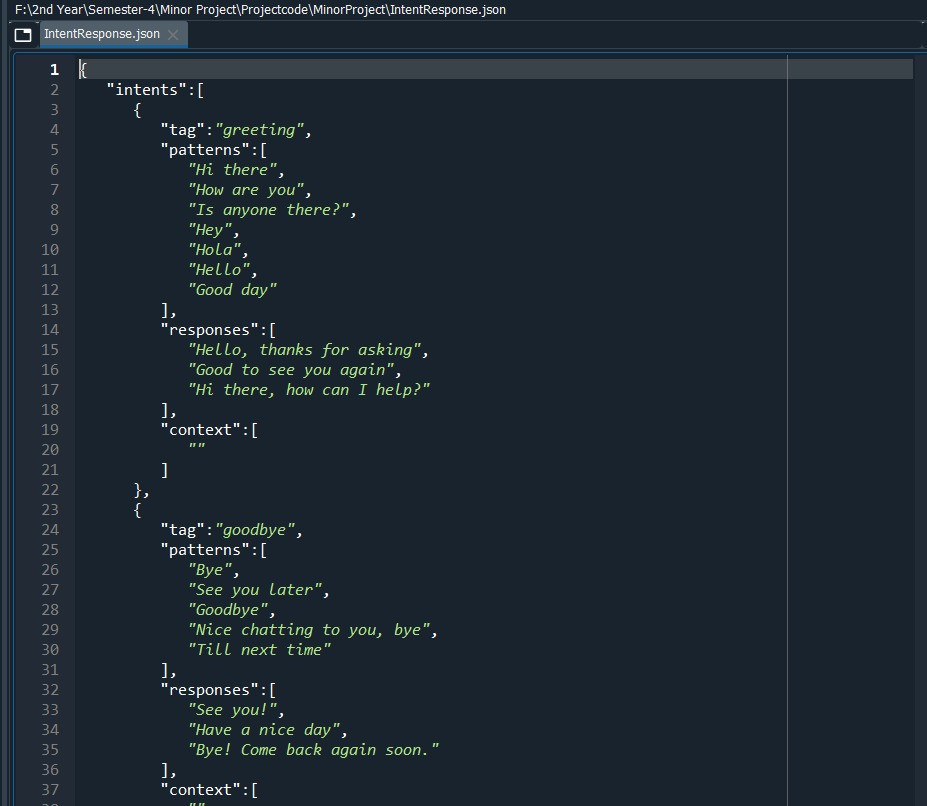 F:\2nd Year\Semester-4\Minor Project\Projectcode\MinorProject\IntentResponse.json
IntentResponse.json
1 {
2 "intents":[
3 {
4 "tag":"greeting",
5 "patterns":[
6 "Hi there",
7 "How are you",
8 "Is anyone there?",
9 "Hey",
10 "Hola",
11 "Hello",
12 "Good day"
13 ],
14 "responses":[
15 "Hello, thanks for asking",
16 "Good to see you again",
17 "Hi there, how can I help?"
18 ],
19 "context":[
20 ""
21 ]
22 },
23 {
24 "tag":"goodbye",
25 "patterns":[
26 "Bye",
27 "See you later",
28 "Goodbye",
29 "Nice chatting to you, bye",
30 "Till next time"
31 ],
32 "responses":[
33 "See you!",
34 "Have a nice day",
35 "Bye! Come back again soon."
36 ],
37 "context":[
38 ""